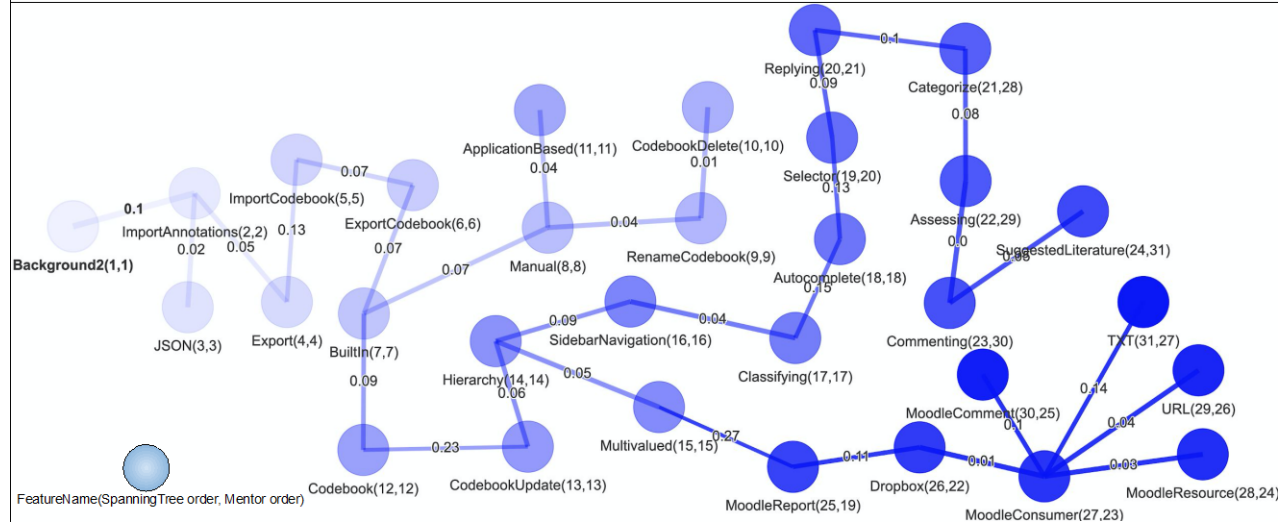 Replying(20,21)
0.1
Categorize(21,28)
0.09
0.08
ApplicationBased(11,11)
CodebookDelete(10,10)
0.04
0.01
ImportCodebook(5,5)
0.07
Selector(19,20)
0.13
ExportCodebook(6,6)
0.1
ImportAnnotations(2,2)
0.02
0.05
0.13
0.07
0.04
Assessing(22,29)
0.0
SuggestedLiterature(24,31)
Background2(1,1)
0.07
Manual(8,8)
RenameCodebook(9,9)
Autocomplete(18,18)
0.15
JSON(3,3)
Export(4,4)
BuiltIn(7,7)
0.09
SidebarNavigation(16,16)
0.04
Commenting(23,30)
TXT(31,27)
0.09
Hierarchy(14,14)
0.05
0.06
Classifying(17,17)
0.14
MoodleComment(30,25)
0.1
URL(29,26)
0.04
Multivalued(15,15)
0.27
0.23
0.11
0.01
0.03
Codebook(12,12)
CodebookUpdate(13,13)
MoodleReport(25,19)
Dropbox(26,22)
MoodleConsumer(27,23)
MoodleResource(28,24)
FeatureName(SpanningTree order, Mentor order)